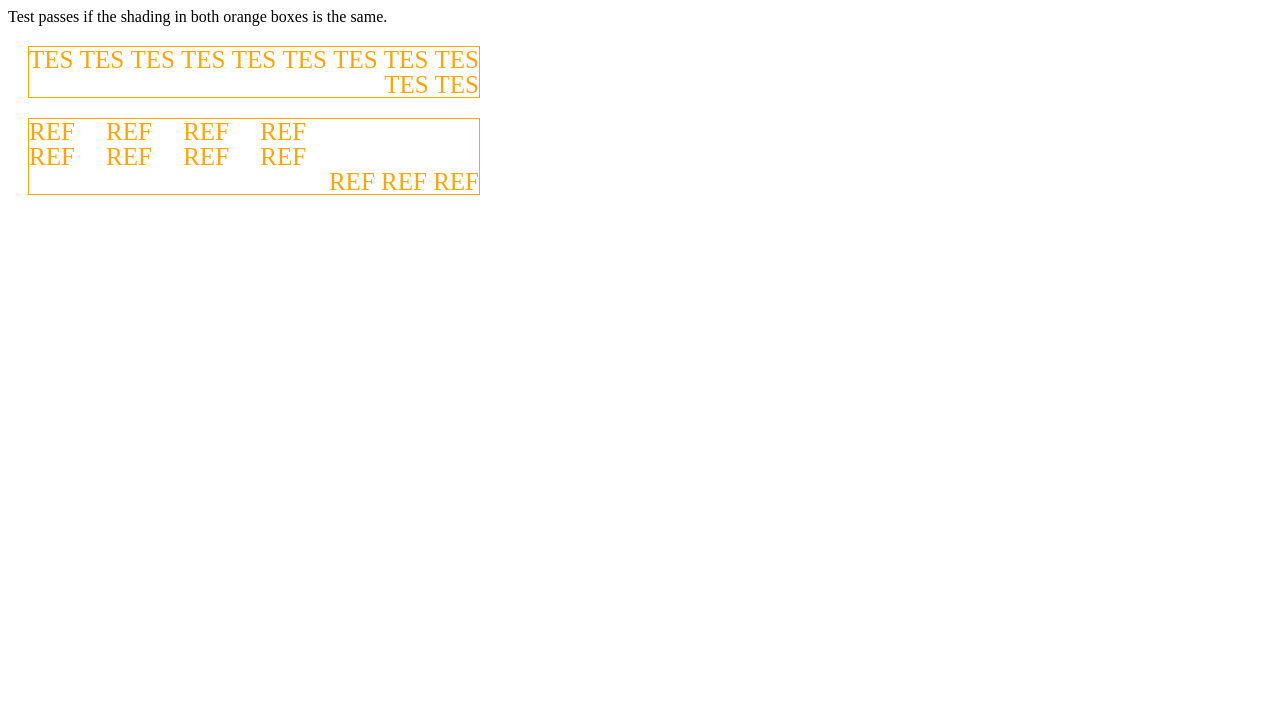 Test passes if the shading in both orange boxes is the same.
TES TES TES TES TES TES TES TES TES
TES TES
REF REF REF REF
REF REF REF REF
REF REF REF